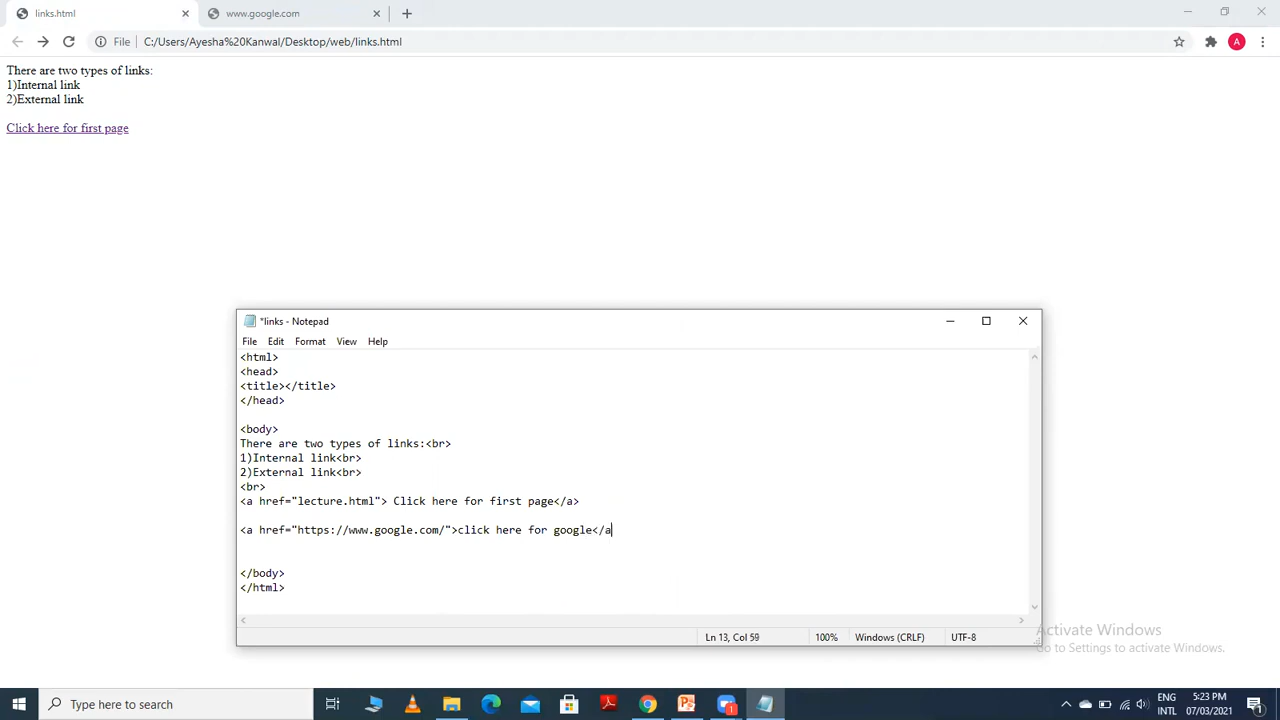 links.html
www.google.com
File
C:/Users/Ayesha%20Kanwal/Desktop/web/links.html
A
There are two types of links:
1)Internal link
2)External link
Click here for first page
*links - Notepad
File Edit Format View Help
<html>
<head>
<title></title>
</head>
<body>
There are two types of links:<br>
1)Internal link<br>
2)External link<br>
<br>
<a href="lecture.html"> Click here for first page</a>
<a href="https://www.google.com/">click here for google</a
</body>
</html>
Ln 13, Col 59
100%
Windows (CRLF)
UTF-8
Activate Windows
Go to Settings to activate Windows.
Type here to search
1
ENG
INTL
5:23 PM
07/03/2021
1